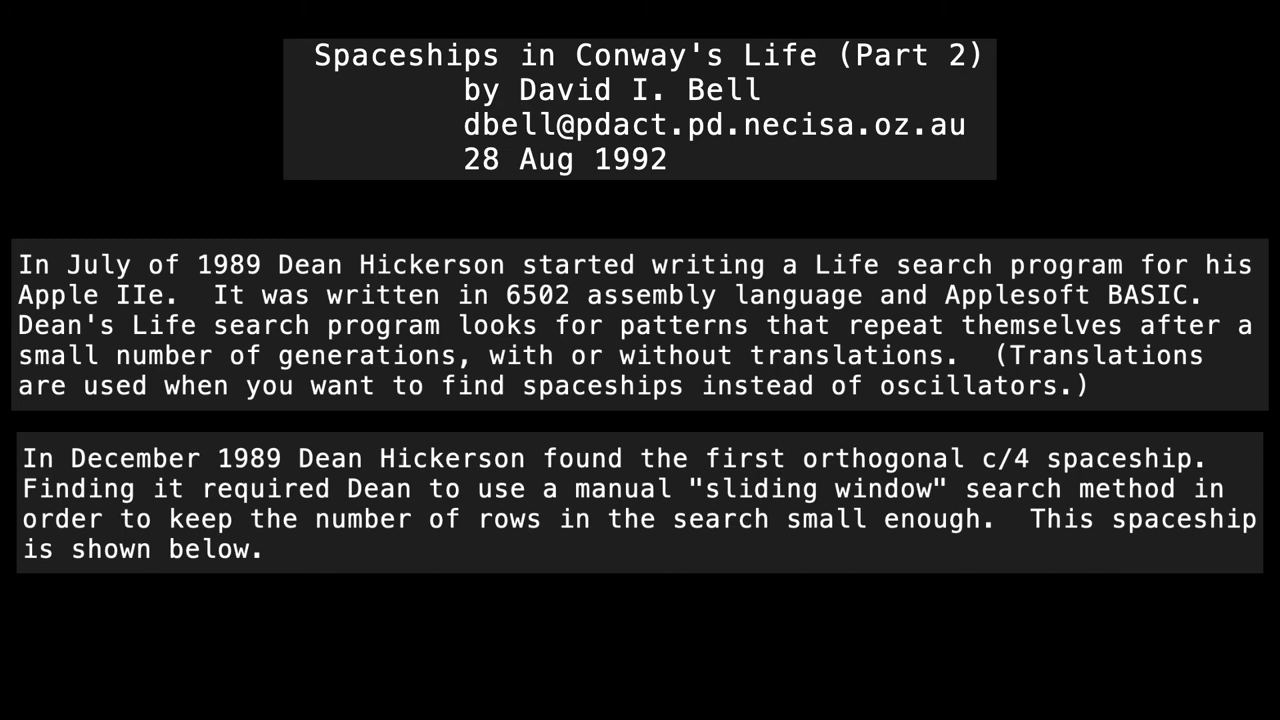 Spaceships in Conway's Life (Part 2)
by David I. Bell
dbell@pdact.pd.necisa.oz.au
28 Aug 1992
In July of 1989 Dean Hickerson started writing a Life search program for his
Apple IIe.  It was written in 6502 assembly language and Applesoft BASIC.
Dean's Life search program looks for patterns that repeat themselves after a
small number of generations, with or without translations.  (Translations
are used when you want to find spaceships instead of oscillators.)
In December 1989 Dean Hickerson found the first orthogonal c/4 spaceship.
Finding it required Dean to use a manual "sliding window" search method in
order to keep the number of rows in the search small enough.  This spaceship
is shown below.